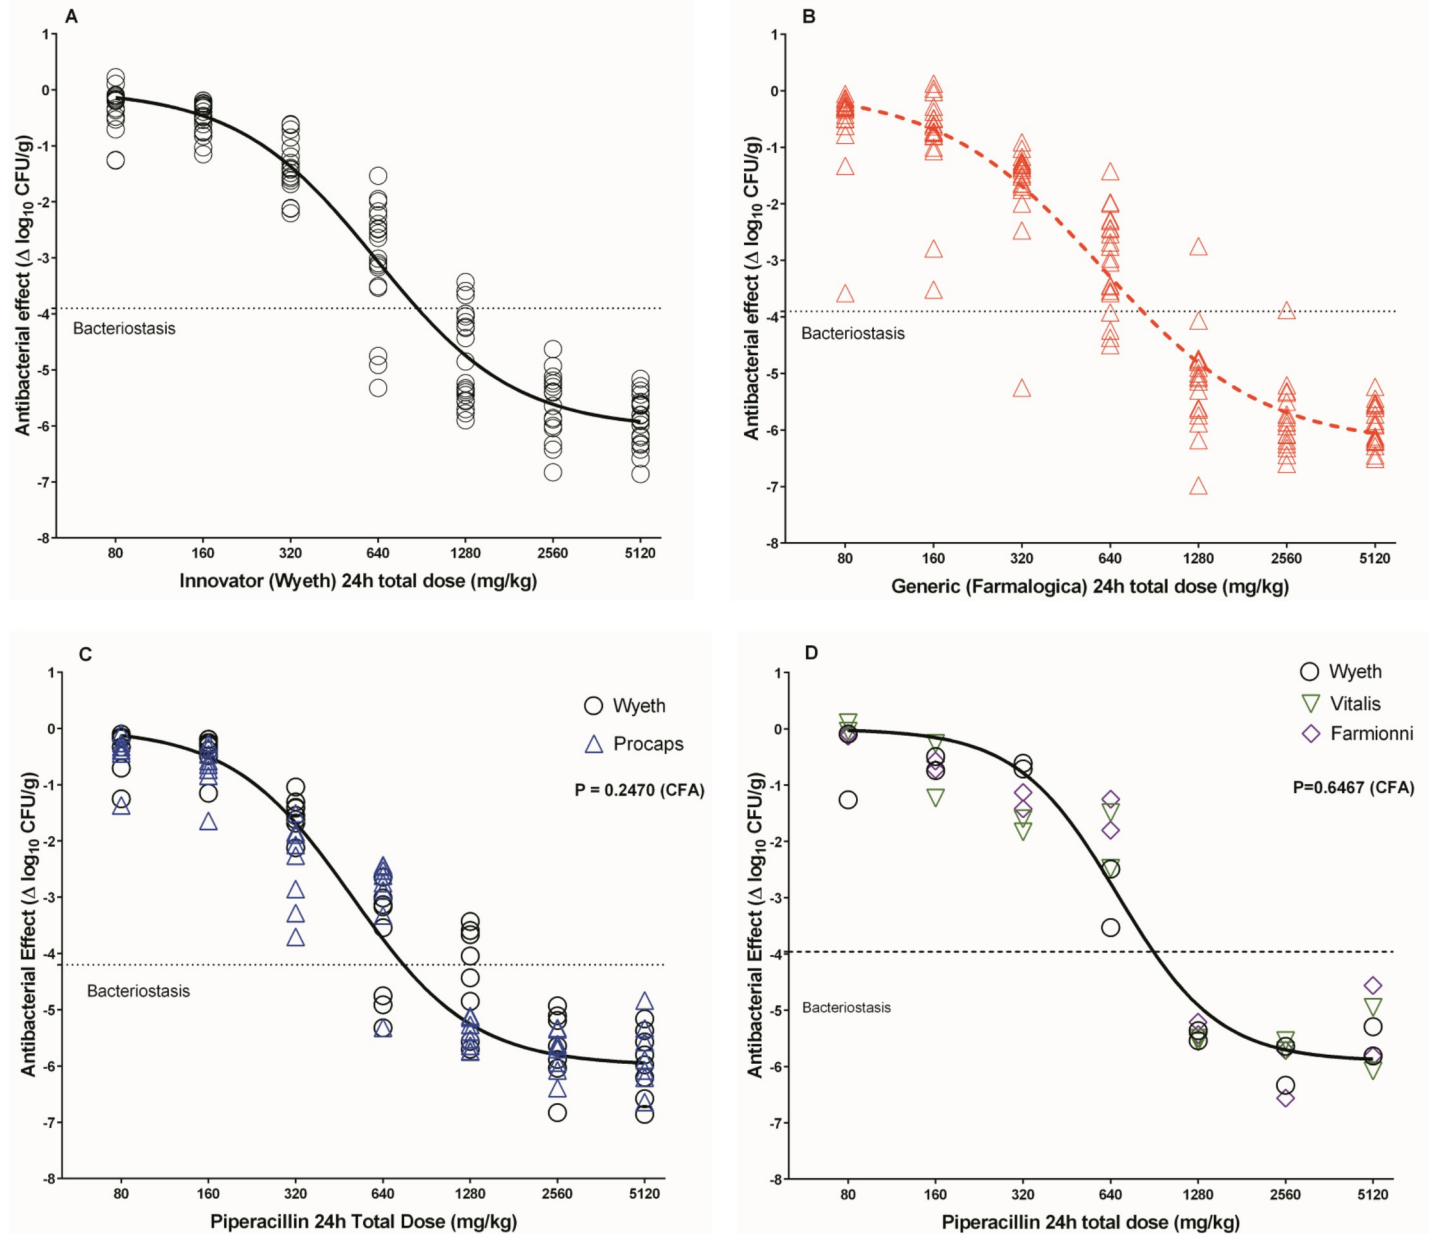 A
Antibacterial effect (Δ log10 CFU/g)
1
0
-1
-2
-3
-4
-5
-6
-7
-8
Bacteriostasis
80 160 320 640 1280 2560 5120
Innovator (Wyeth) 24h total dose (mg/kg)
B
Antibacterial effect (Δ log10 CFU/g)
1
0
-1
-2
-3
-4
-5
-6
-7
-8
Bacteriostasis
80 160 320 640 1280 2560 5120
Generic (Farmalogica) 24h total dose (mg/kg)
C
Antibacterial Effect (Δ log10 CFU/g)
1
0
-1
-2
-3
-4
-5
-6
-7
-8
Wyeth
Procaps
P = 0.2470 (CFA)
Bacteriostasis
80 160 320 640 1280 2560 5120
Piperacillin 24h Total Dose (mg/kg)
D
Antibacterial Effect (Δ log10 CFU/g)
1
0
-1
-2
-3
-4
-5
-6
-7
-8
Wyeth
Vitalis
Farmionni
P=0.6467 (CFA)
Bacteriostasis
80 160 320 640 1280 2560 5120
Piperacillin 24h total dose (mg/kg)